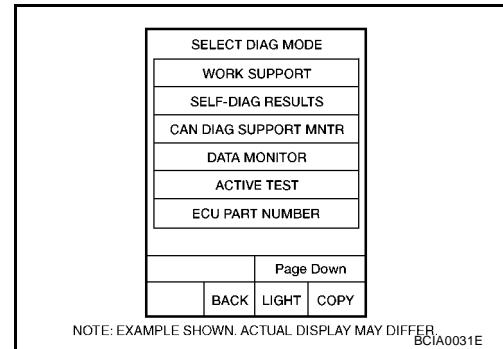 SELECT DIAG MODE
WORK SUPPORT
SELF-DIAG RESULTS
CAN DIAG SUPPORT MNTR
DATA MONITOR
ACTIVE TEST
ECU PART NUMBER
Page Down
BACK LIGHT COPY
NOTE: EXAMPLE SHOWN. ACTUAL DISPLAY MAY DIFFER.
BCIA0031E